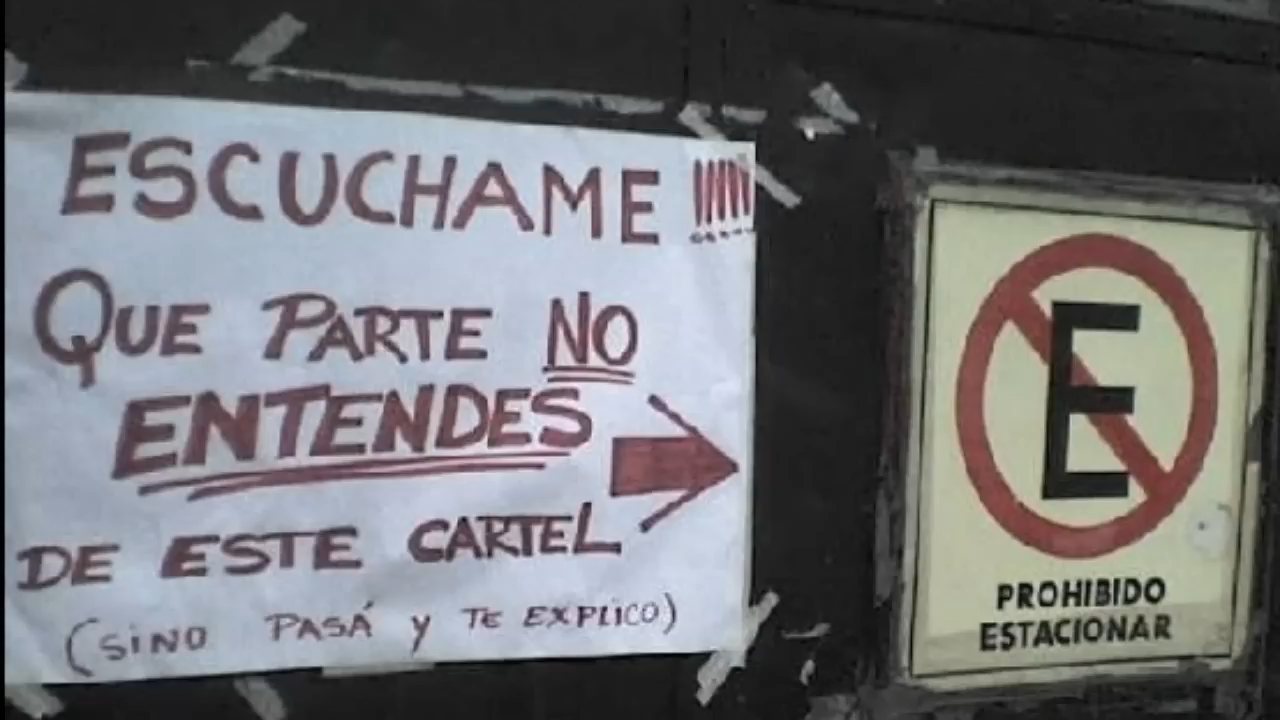 ESCUCHAME !!!!!
QUE PARTE NO
ENTENDES
DE ESTE CARTEL
(SINO PASÁ Y TE EXPLICO)
E
PROHIBIDO
ESTACIONAR